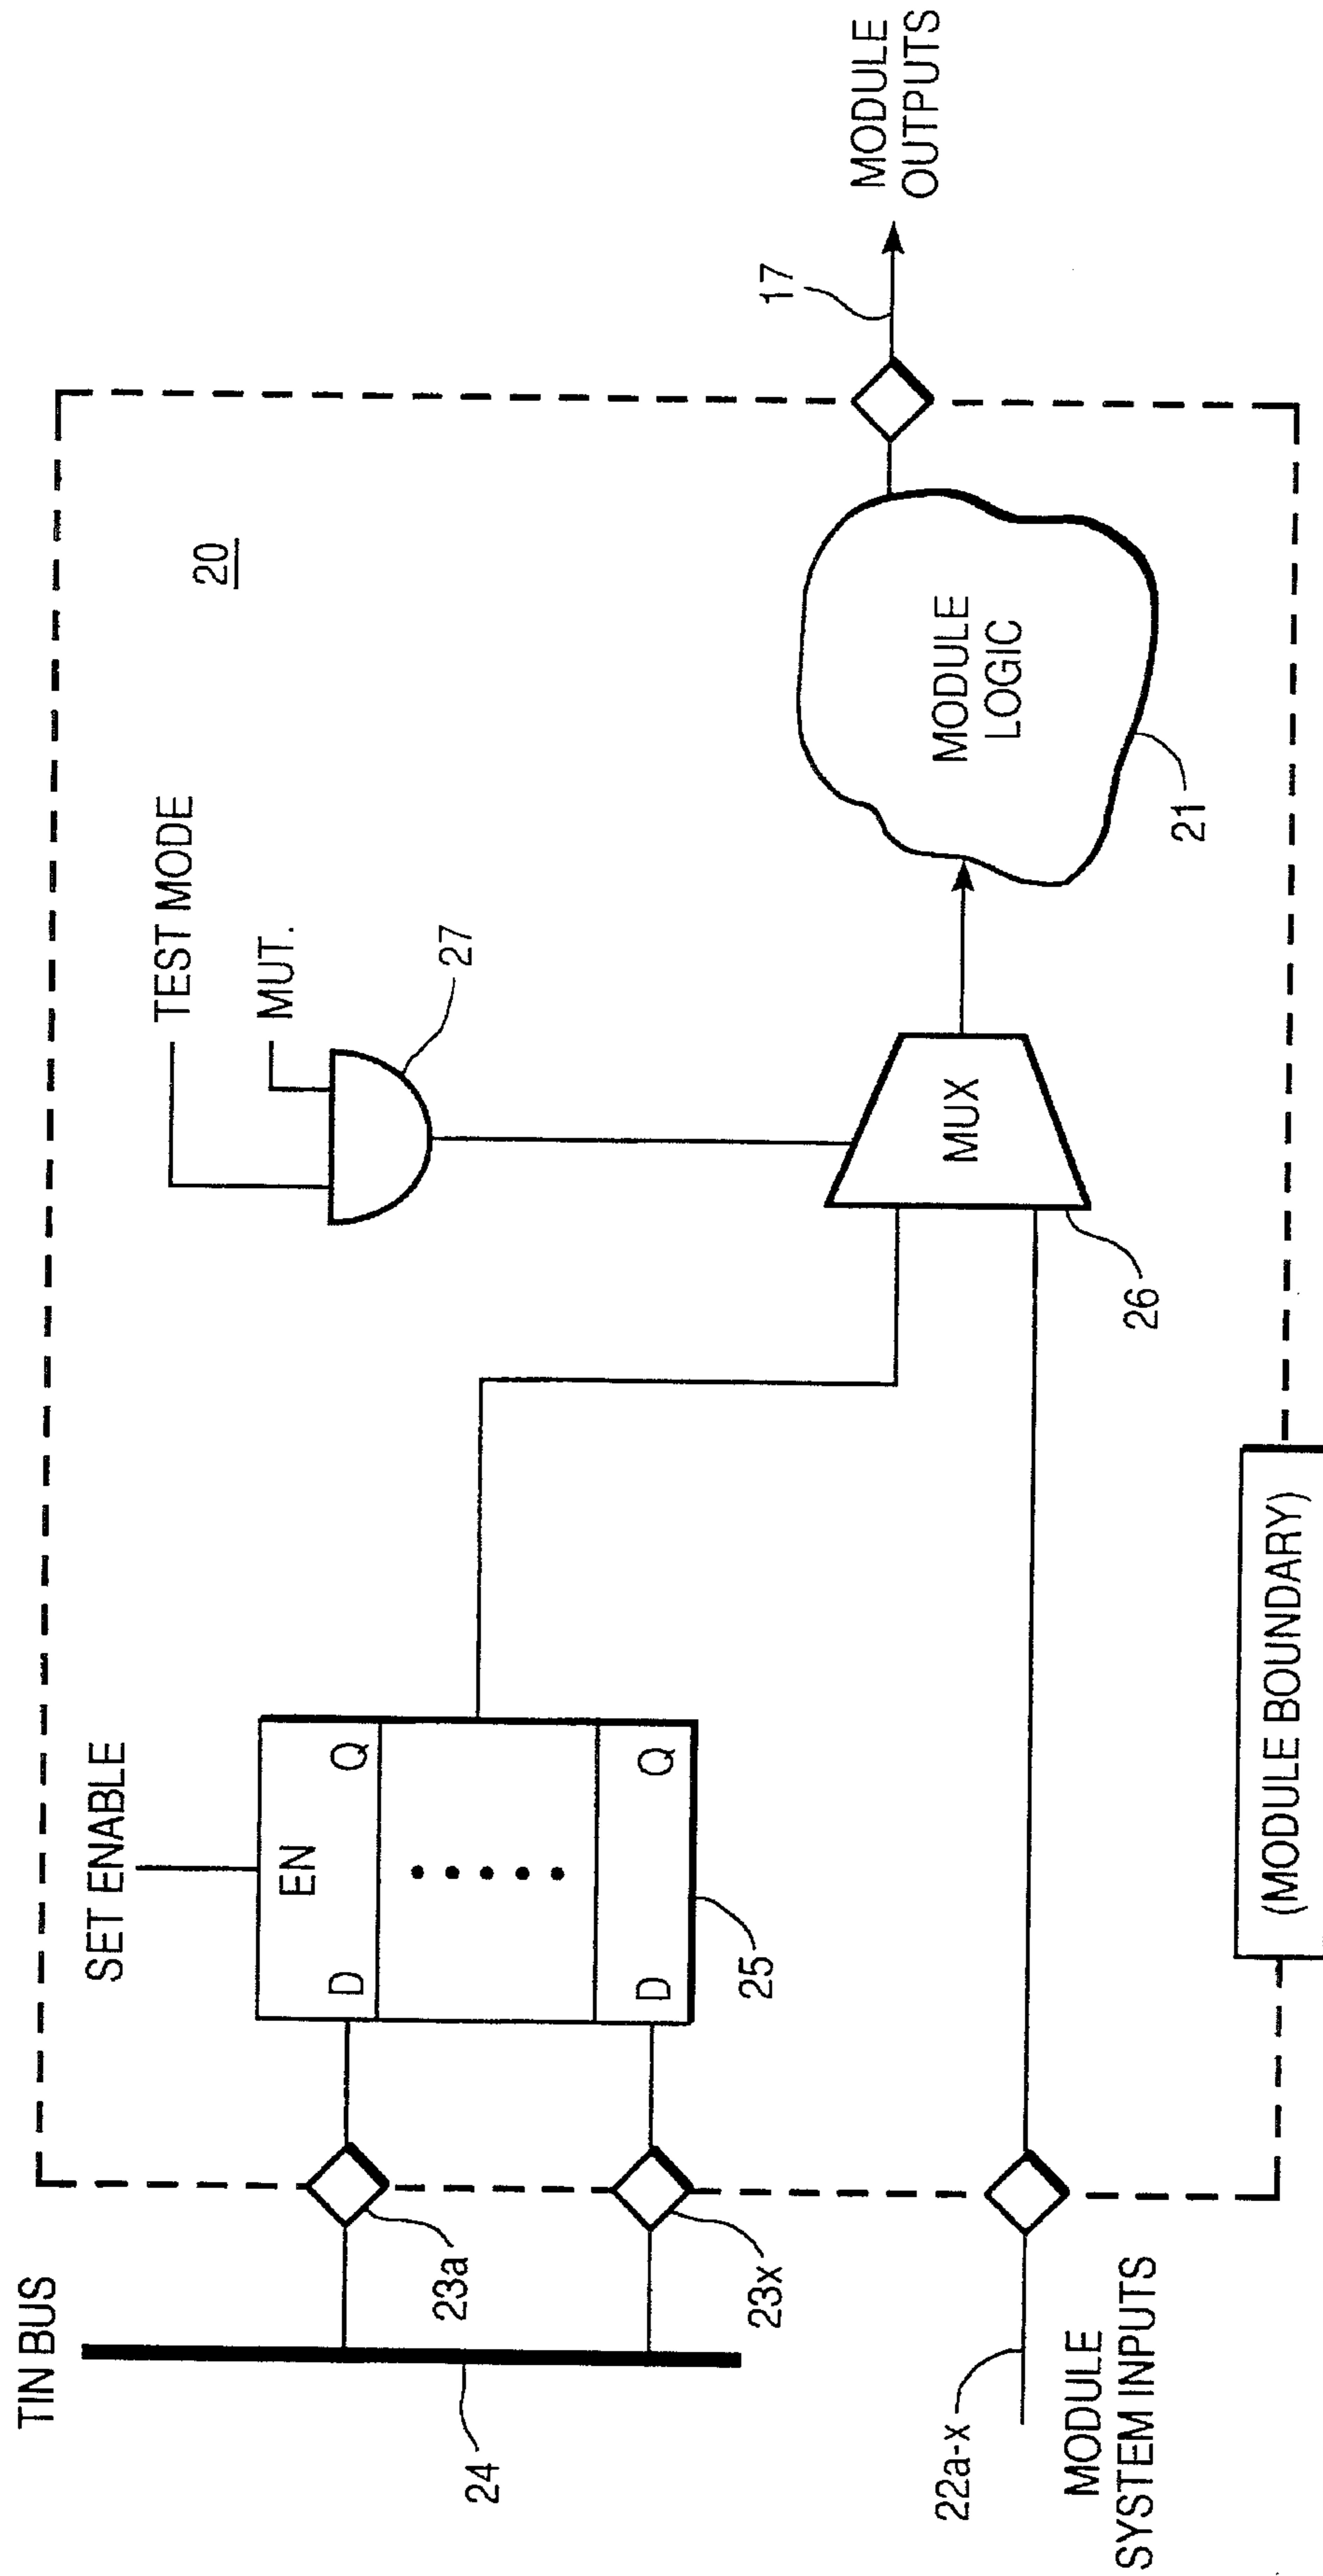 TIN BUS
SET ENABLE
TEST MODE
MUT.
20
EN
D
Q
D
Q
23a
23x
24
25
27
MUX
26
MODULE
LOGIC
21
17
MODULE
OUTPUTS
22a-x
MODULE
SYSTEM INPUTS
(MODULE BOUNDARY)